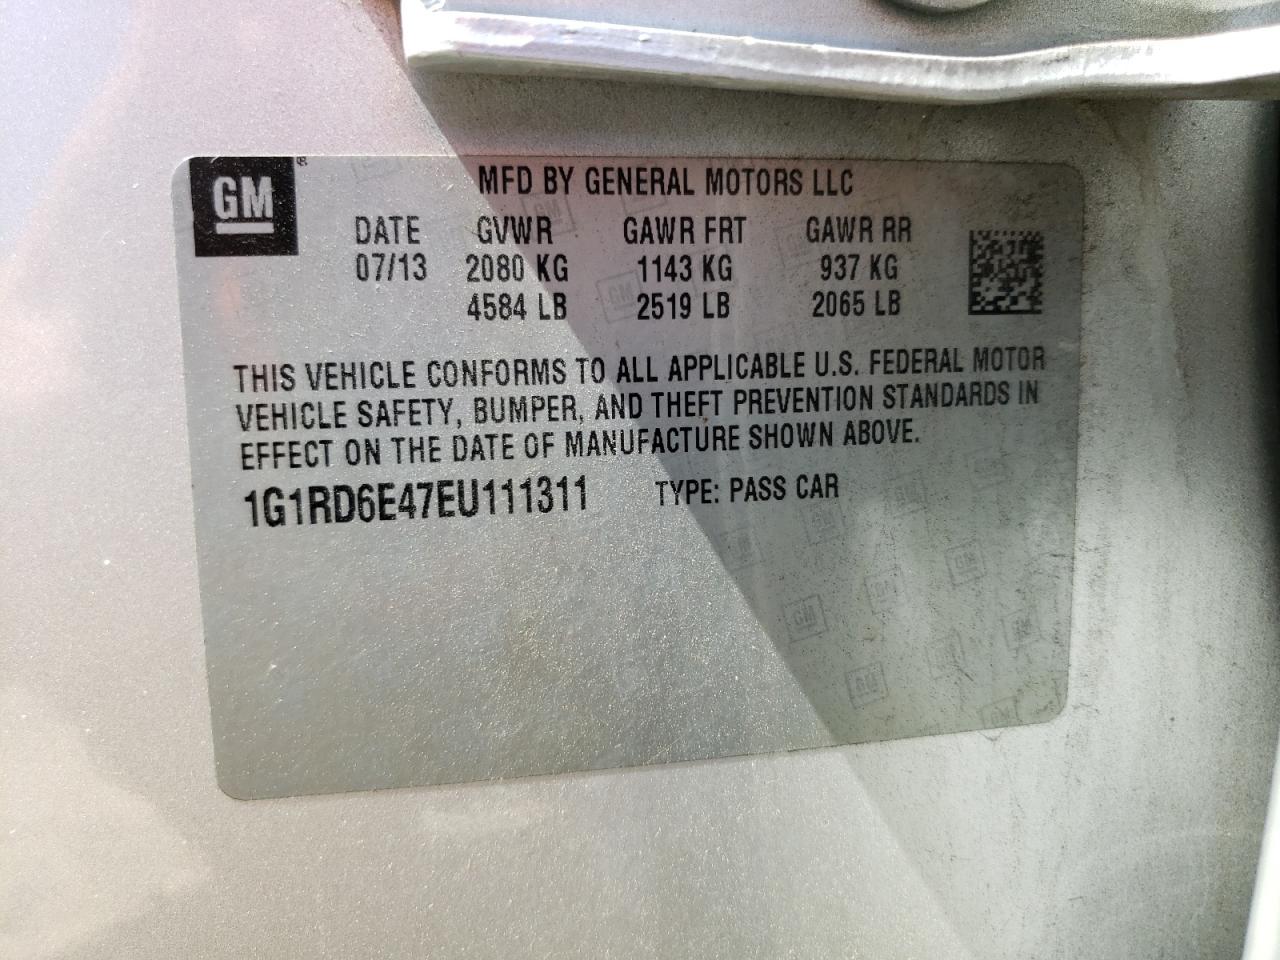 GM
MFD BY GENERAL MOTORS LLC
DATE GVWR GAWR FRT GAWR RR
07/13 2080 KG 1143 KG 937 KG
4584 LB 2519 LB 2065 LB
THIS VEHICLE CONFORMS TO ALL APPLICABLE U.S. FEDERAL MOTOR
VEHICLE SAFETY, BUMPER, AND THEFT PREVENTION STANDARDS IN
EFFECT ON THE DATE OF MANUFACTURE SHOWN ABOVE.
1G1RD6E47EU111311 TYPE: PASS CAR